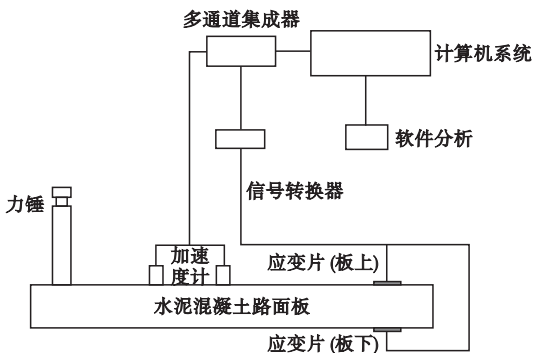 多通道集成器
计算机系统
软件分析
信号转换器
力锤
加速
度计
应变片 (板上)
水泥混凝土路面板
应变片 (板下)